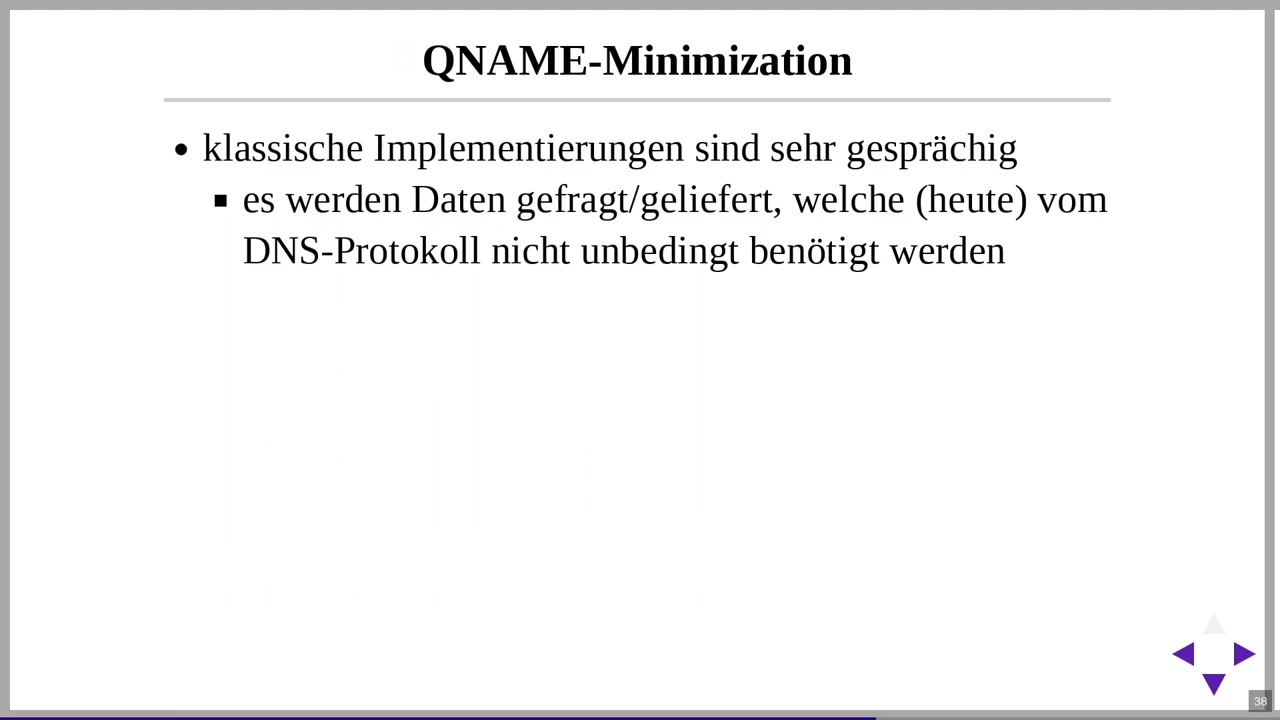 QNAME-Minimization
• klassische Implementierungen sind sehr gesprächig
▪ es werden Daten gefragt/geliefert, welche (heute) vom
DNS-Protokoll nicht unbedingt benötigt werden
38